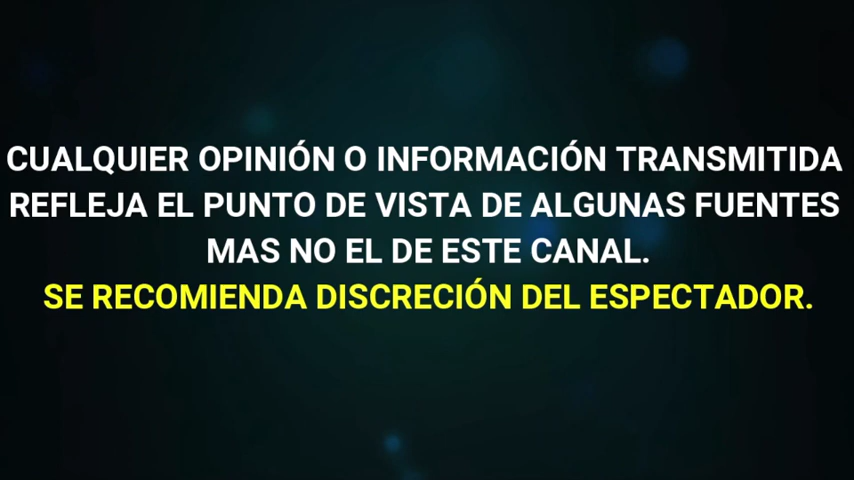 CUALQUIER OPINIÓN O INFORMACIÓN TRANSMITIDA
REFLEJA EL PUNTO DE VISTA DE ALGUNAS FUENTES
MAS NO EL DE ESTE CANAL.
SE RECOMIENDA DISCRECIÓN DEL ESPECTADOR.